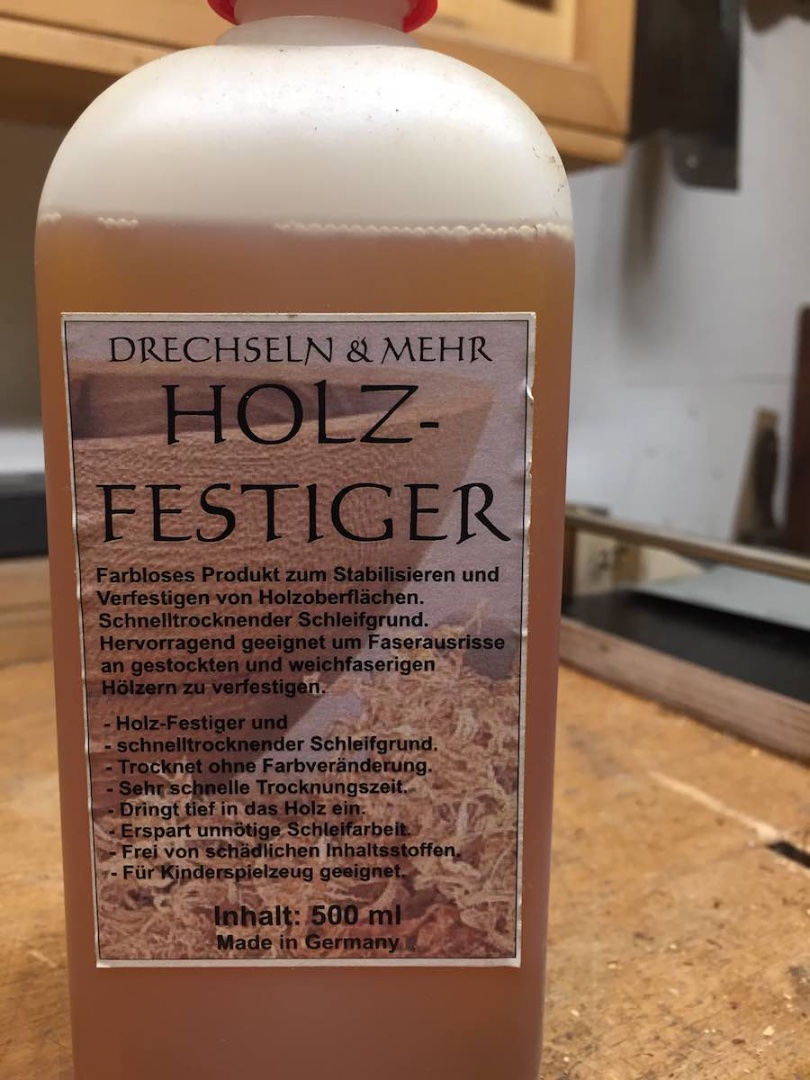 DRECHSELN & MEHR
HOLZ-
FESTIGER
Farbloses Produkt zum Stabilisieren und
Verfestigen von Holzoberflächen.
Schnelltrocknender Schleifgrund.
Hervorragend geeignet um Faserausrisse
an gestockten und weichfaserigen
Hölzern zu verfestigen.
- Holz-Festiger und
- schnelltrocknender Schleifgrund.
- Trocknet ohne Farbveränderung.
- Sehr schnelle Trocknungszeit.
- Dringt tief in das Holz ein.
- Erspart unnötige Schleifarbeit.
- Frei von schädlichen Inhaltsstoffen.
- Für Kinderspielzeug geeignet.
Inhalt: 500 ml
Made in Germany